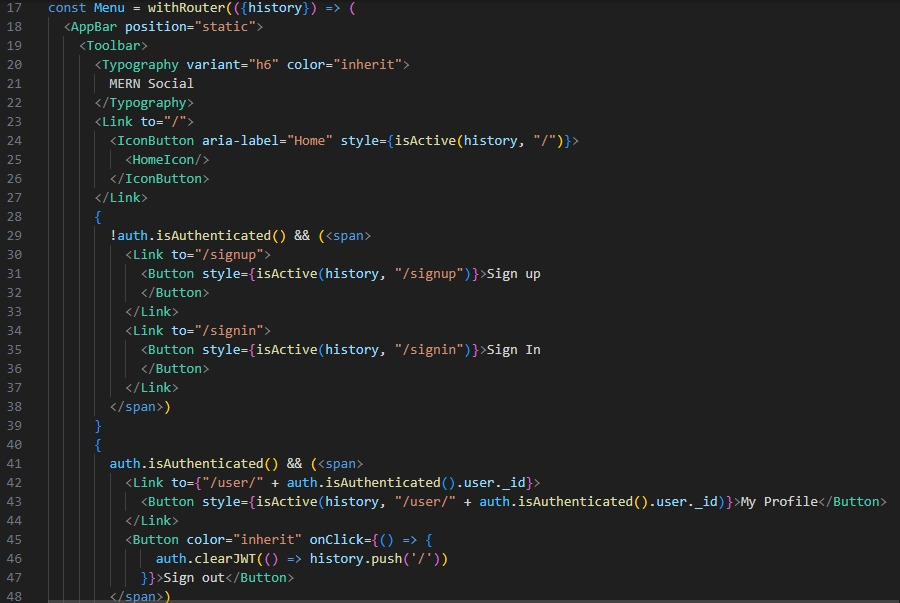 17 const Menu = withRouter(({history}) => (
18   <AppBar position="static">
19     <Toolbar>
20       <Typography variant="h6" color="inherit">
21         MERN Social
22       </Typography>
23       <Link to="/">
24         <IconButton aria-label="Home" style={isActive(history, "/")}>
25           <HomeIcon/>
26         </IconButton>
27       </Link>
28       {
29         !auth.isAuthenticated() && (<span>
30           <Link to="/signup">
31             <Button style={isActive(history, "/signup")}>Sign up
32             </Button>
33           </Link>
34           <Link to="/signin">
35             <Button style={isActive(history, "/signin")}>Sign In
36             </Button>
37           </Link>
38         </span>)
39       }
40       {
41         auth.isAuthenticated() && (<span>
42           <Link to={"/user/" + auth.isAuthenticated().user._id}>
43             <Button style={isActive(history, "/user/" + auth.isAuthenticated().user._id)}>My Profile</Button>
44           </Link>
45           <Button color="inherit" onClick={() => {
46               auth.clearJWT(() => history.push('/'))
47             }}>Sign out</Button>
48         </span>)